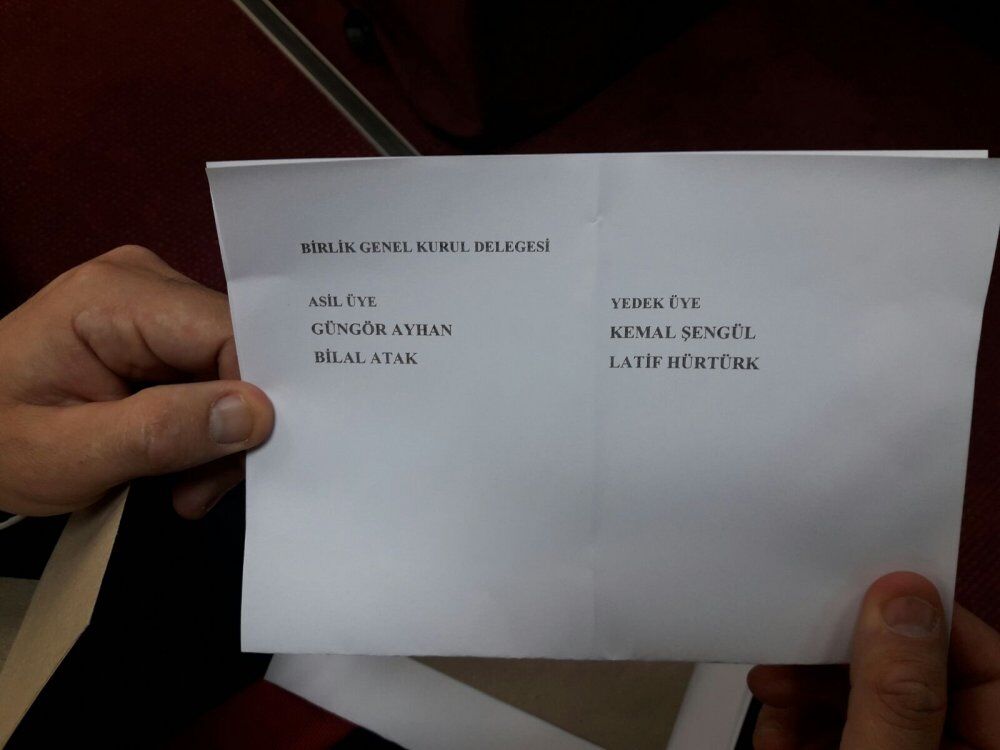 BİRLİK GENEL KURUL DELEGESİ
ASİL ÜYE
GÜNGÖR AYHAN
BİLAL ATAK
YEDEK ÜYE
KEMAL ŞENGÜL
LATİF HÜRTÜRK